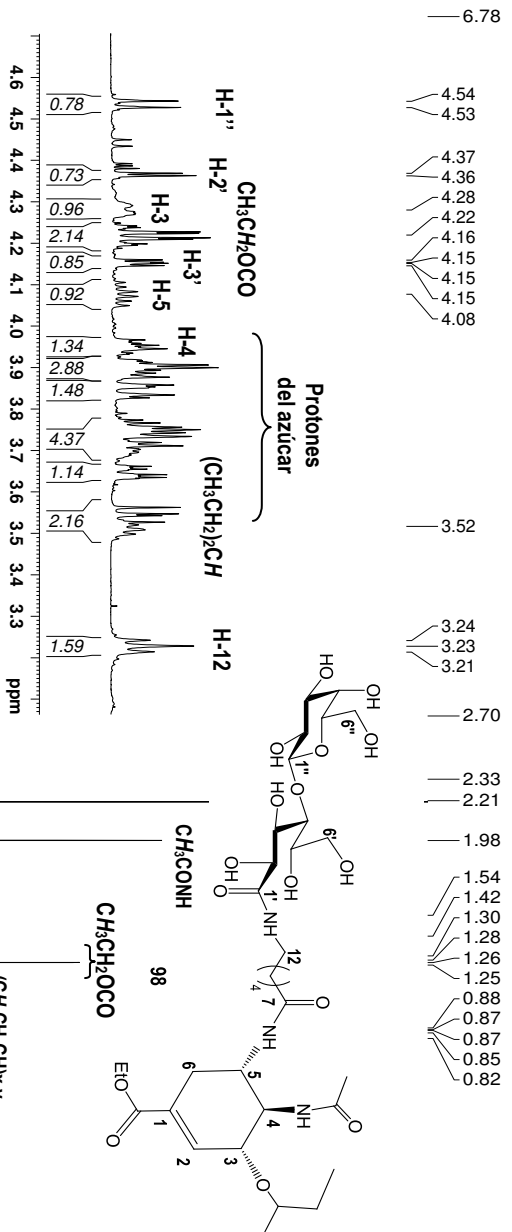 6.78
4.54
4.53
4.37
4.36
4.28
4.22
4.16
4.15
4.15
4.15
4.08
3.52
3.24
3.23
3.21
2.70
2.33
2.21
1.98
1.54
1.42
1.30
1.28
1.26
1.25
0.88
0.87
0.87
0.85
0.82
Protones
del azúcar
CH3CH2OCO
H-1’’
H-2'
H-3
H-3'
H-5
H-4
(CH3CH2)2CH
H-12
0.78
0.73
0.96
2.14
0.85
0.92
1.34
2.88
1.48
4.37
1.14
2.16
1.59
4.6 4.5 4.4 4.3 4.2 4.1 4.0 3.9 3.8 3.7 3.6 3.5 3.4 3.3 ppm
CH3CONH
CH3CH2OCO
98
HO
OH
HO
OH
6''
O
OH
1''
O
HO
6'
OH
OH
OH
1'
O
NH
12
4
7
O
NH
6
5
4
NH
O
EtO
O
1
2
3
O